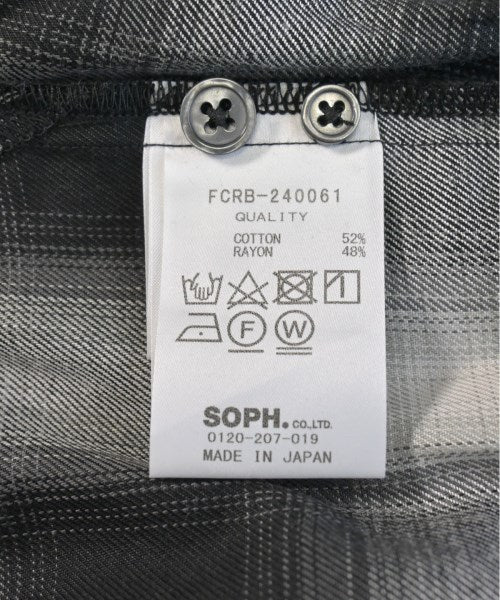 FCRB-240061
QUALITY
COTTON 52%
RAYON 48%
F W
SOPH. CO.,LTD.
0120-207-019
MADE IN JAPAN